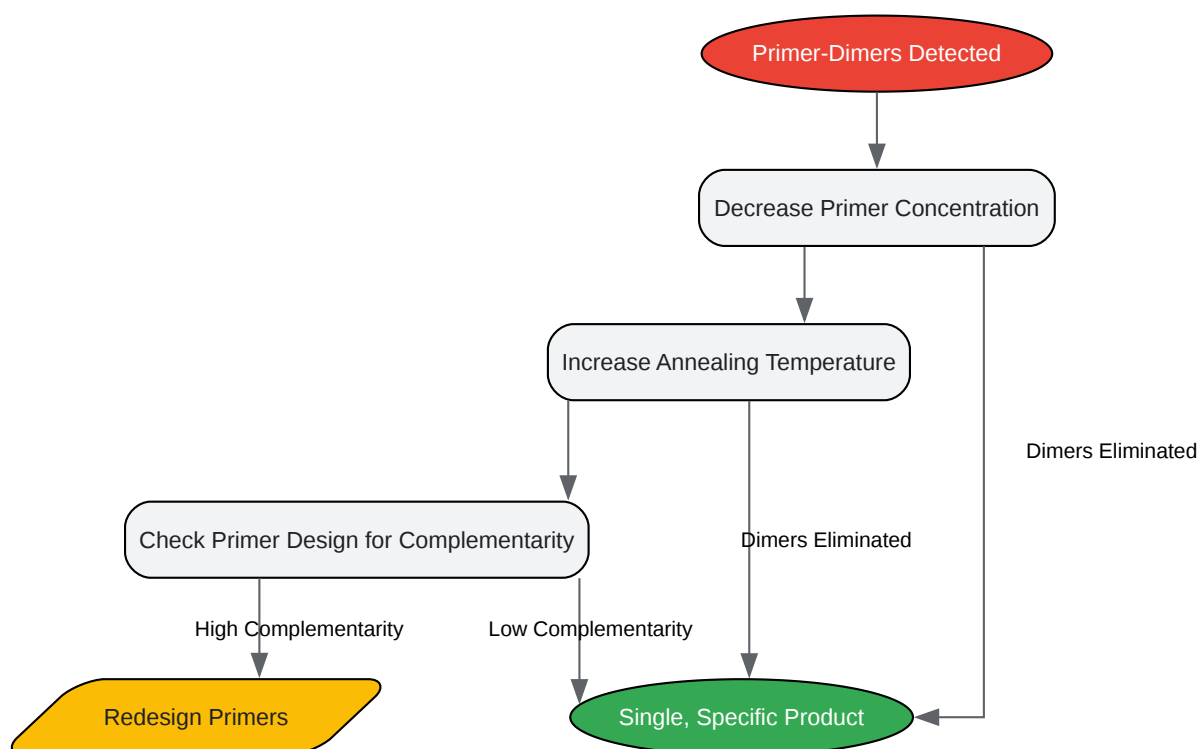 Primer-Dimers Detected
Decrease Primer Concentration
Increase Annealing Temperature
Dimers Eliminated
Check Primer Design for Complementarity
Dimers Eliminated
High Complementarity
Low Complementarity
Redesign Primers
Single, Specific Product